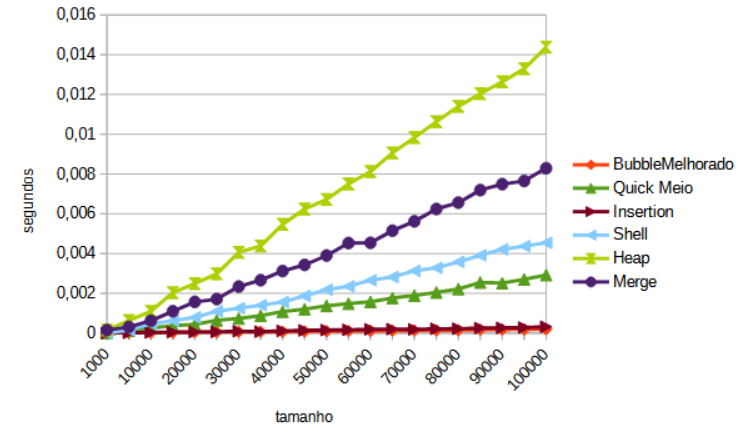 0,016
0,014
0,012
0,01
0,008
0,006
0,004
0,002
0
segundos
1000
10000
20000
30000
40000
50000
60000
70000
80000
90000
100000
tamanho
BubbleMelhorado
Quick Meio
Insertion
Shell
Heap
Merge